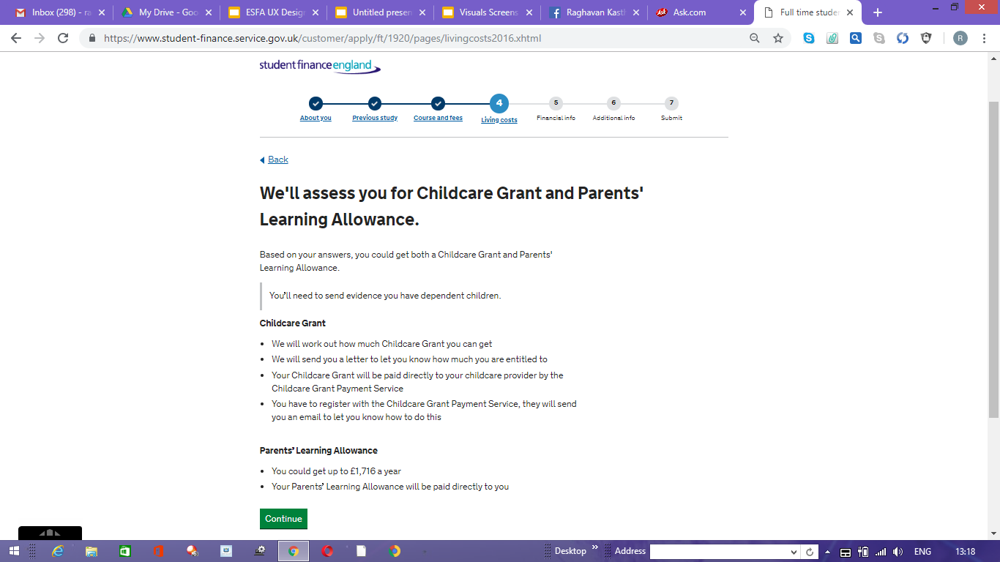 Inbox (298) - ra
My Drive - Goo
ESFA UX Desig
Untitled presen
Visuals Screens
Raghavan Kast
Ask.com
Full time stude
https://www.student-finance.service.gov.uk/customer/apply/ft/1920/pages/livingcosts2016.xhtml
R
student finance england
4 5 6 7
About you Previous study Course and fees Living costs Financial info Additional info Submit
Back
We'll assess you for Childcare Grant and Parents'
Learning Allowance.
Based on your answers, you could get both a Childcare Grant and Parents'
Learning Allowance.
You’ll need to send evidence you have dependent children.
Childcare Grant
• We will work out how much Childcare Grant you can get
• We will send you a letter to let you know how much you are entitled to
• Your Childcare Grant will be paid directly to your childcare provider by the
Childcare Grant Payment Service
• You have to register with the Childcare Grant Payment Service, they will send
you an email to let you know how to do this
Parents’ Learning Allowance
• You could get up to £1,716 a year
• Your Parents’ Learning Allowance will be paid directly to you
Continue
Desktop » Address ENG 13:18